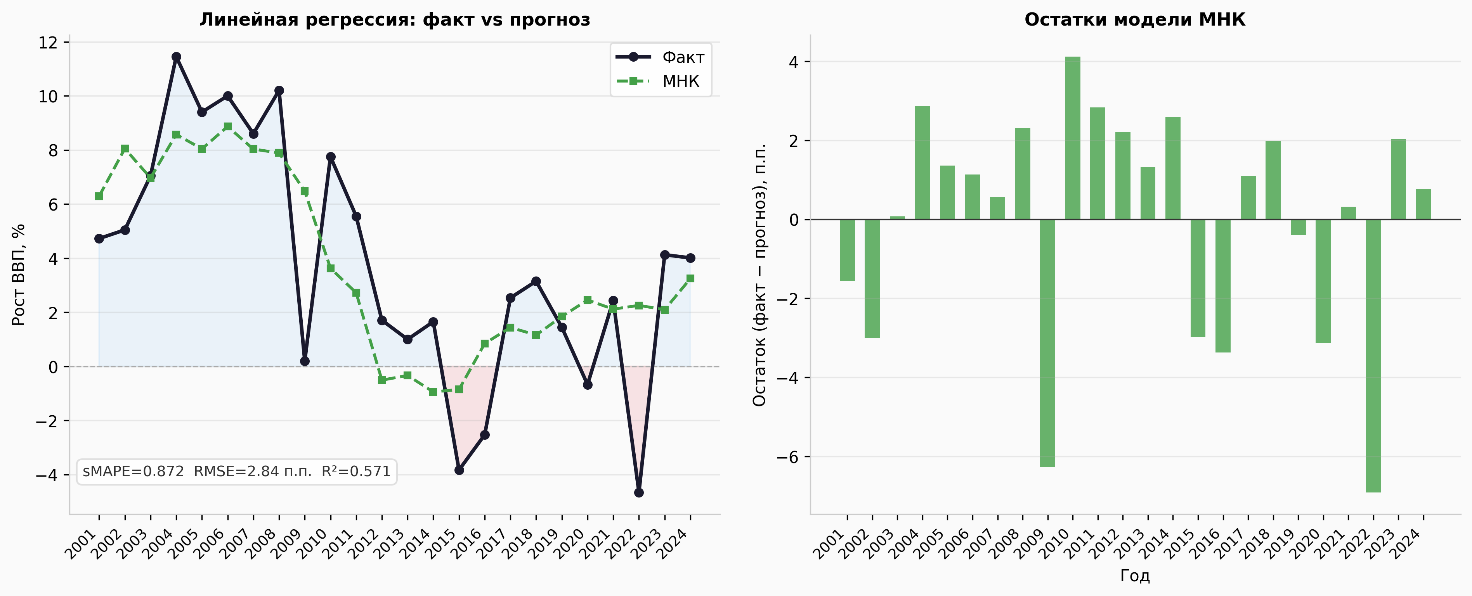 Линейная регрессия: факт vs прогноз
Рост ВВП, %
12
10
8
6
4
2
0
−2
−4
Факт
МНК
sMAPE=0.872 RMSE=2.84 п.п. R²=0.571
2001 2002 2003 2004 2005 2006 2007 2008 2009 2010 2011 2012 2013 2014 2015 2016 2017 2018 2019 2020 2021 2022 2023 2024
Остатки модели МНК
Остаток (факт − прогноз), п.п.
4
2
0
−2
−4
−6
2001 2002 2003 2004 2005 2006 2007 2008 2009 2010 2011 2012 2013 2014 2015 2016 2017 2018 2019 2020 2021 2022 2023 2024
Год